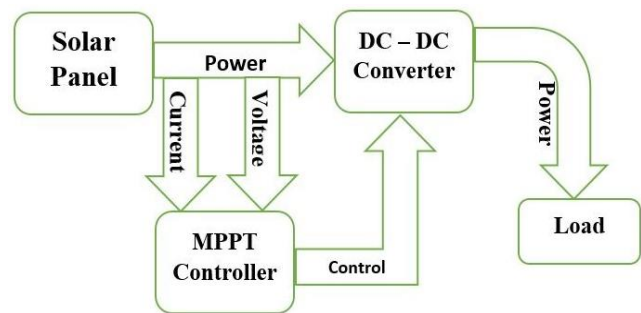 Solar
Panel
Power
DC – DC
Converter
Power
Current
Voltage
MPPT
Controller
Control
Load